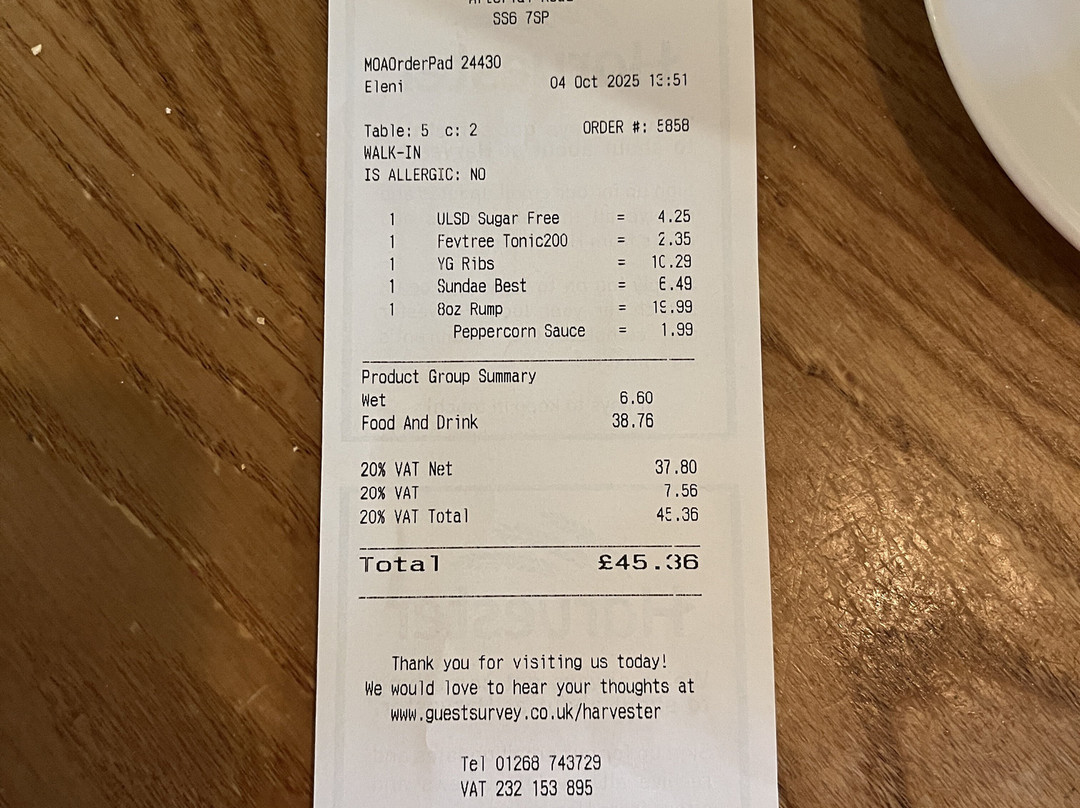 Arterial Road
SS6 7SP
MOAOrderPad 24430
Eleni 04 Oct 2025 13:51
Table: 5 c: 2 ORDER #:
WALK-IN
IS ALLERGIC: NO
1 ULSD Sugar Free = 4.25
1 Fevtree Tonic200 = 2.35
1 YG Ribs = 10.29
1 Sundae Best = 6.49
1 8oz Rump = 19.99
Peppercorn Sauce = 1.99
Product Group Summary
Wet 6.60
Food And Drink 38.76
20% VAT Net 37.80
20% VAT 7.56
20% VAT Total 45.36
Total £45.36
Thank you for visiting us today!
We would love to hear your thoughts at
www.guestsurvey.co.uk/harvester
Tel 01268 743729
VAT 232 153 895